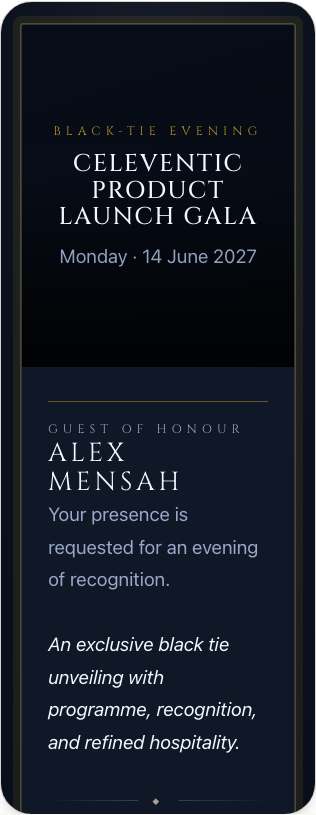 BLACK-TIE EVENING
CELEVENTIC
PRODUCT
LAUNCH GALA
Monday · 14 June 2027
GUEST OF HONOUR
ALEX
MENSAH
Your presence is
requested for an evening
of recognition.
An exclusive black tie
unveiling with
programme, recognition,
and refined hospitality.